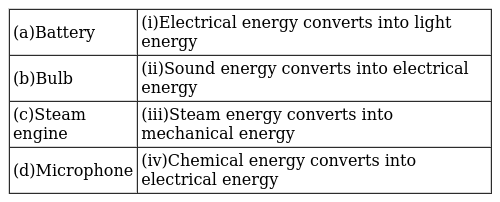 (a)Battery
(i)Electrical energy converts into light
energy
(b)Bulb
(ii)Sound energy converts into electrical
energy
(c)Steam
engine
(iii)Steam energy converts into
mechanical energy
(d)Microphone
(iv)Chemical energy converts into
electrical energy